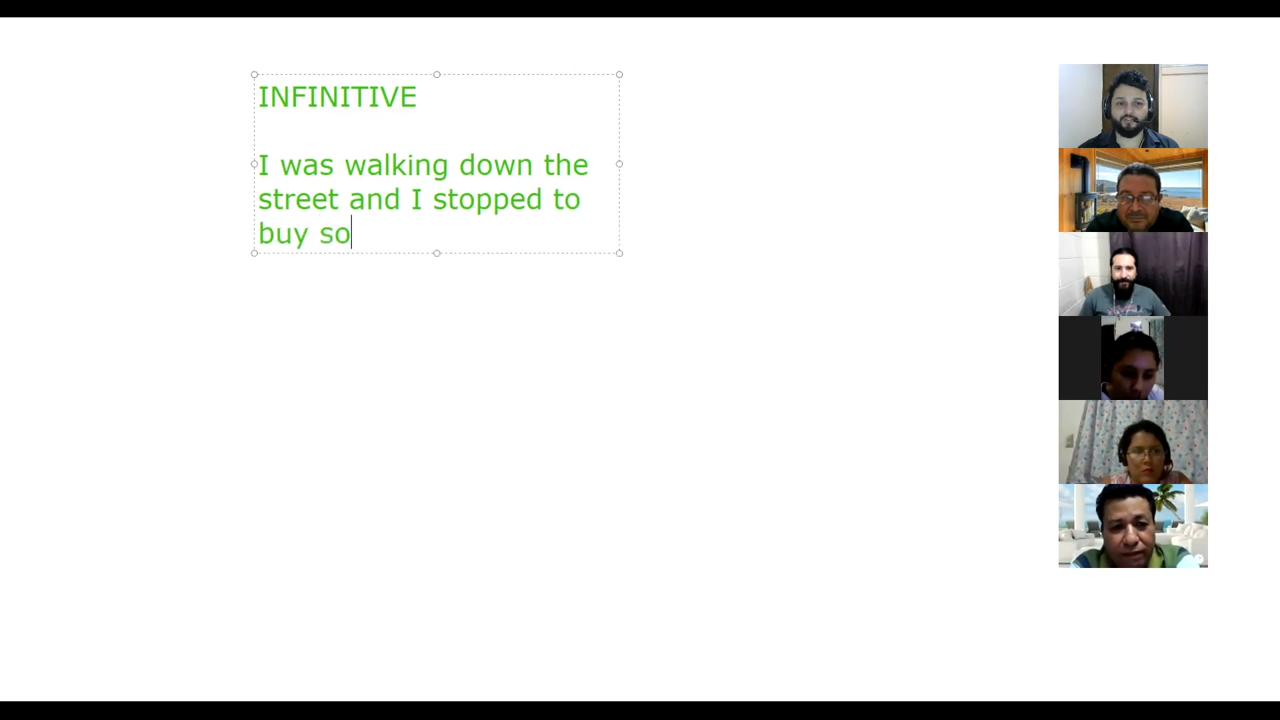 INFINITIVE
I was walking down the
street and I stopped to
buy so